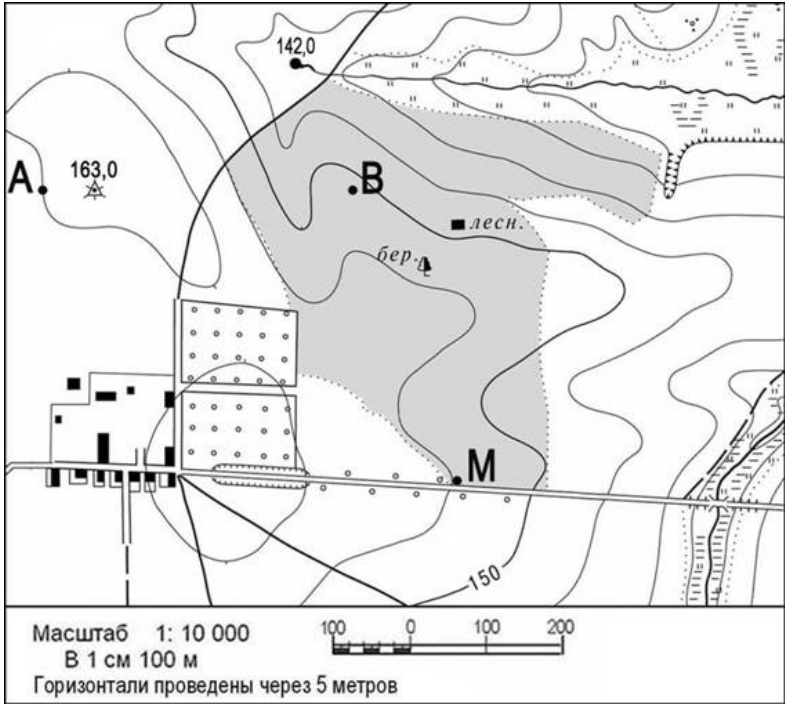 142,0
163,0
А
В
лесн.
бер.
М
150
Масштаб 1: 10 000
В 1 см 100 м
Горизонтали проведены через 5 метров
100 0 100 200